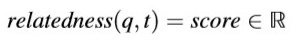 relatedness(q,t) = score ∈ ℝ